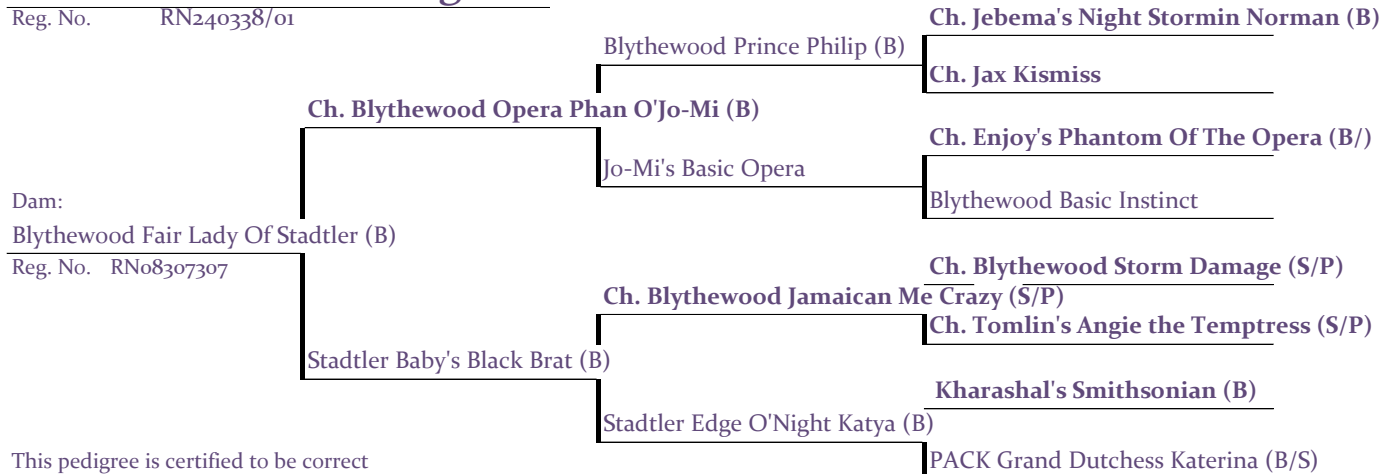 Reg. No. RN240338/01
Ch. Jebema's Night Stormin Norman (B)
Blythewood Prince Philip (B)
Ch. Jax Kismiss
Ch. Blythewood Opera Phan O'Jo-Mi (B)
Ch. Enjoy's Phantom Of The Opera (B/)
Jo-Mi's Basic Opera
Dam:
Blythewood Basic Instinct
Blythewood Fair Lady Of Stadtler (B)
Reg. No. RN08307307
Ch. Blythewood Storm Damage (S/P)
Ch. Blythewood Jamaican Me Crazy (S/P)
Ch. Tomlin's Angie the Temptress (S/P)
Stadtler Baby's Black Brat (B)
Kharashal's Smithsonian (B)
Stadtler Edge O'Night Katya (B)
This pedigree is certified to be correct
PACK Grand Dutchess Katerina (B/S)